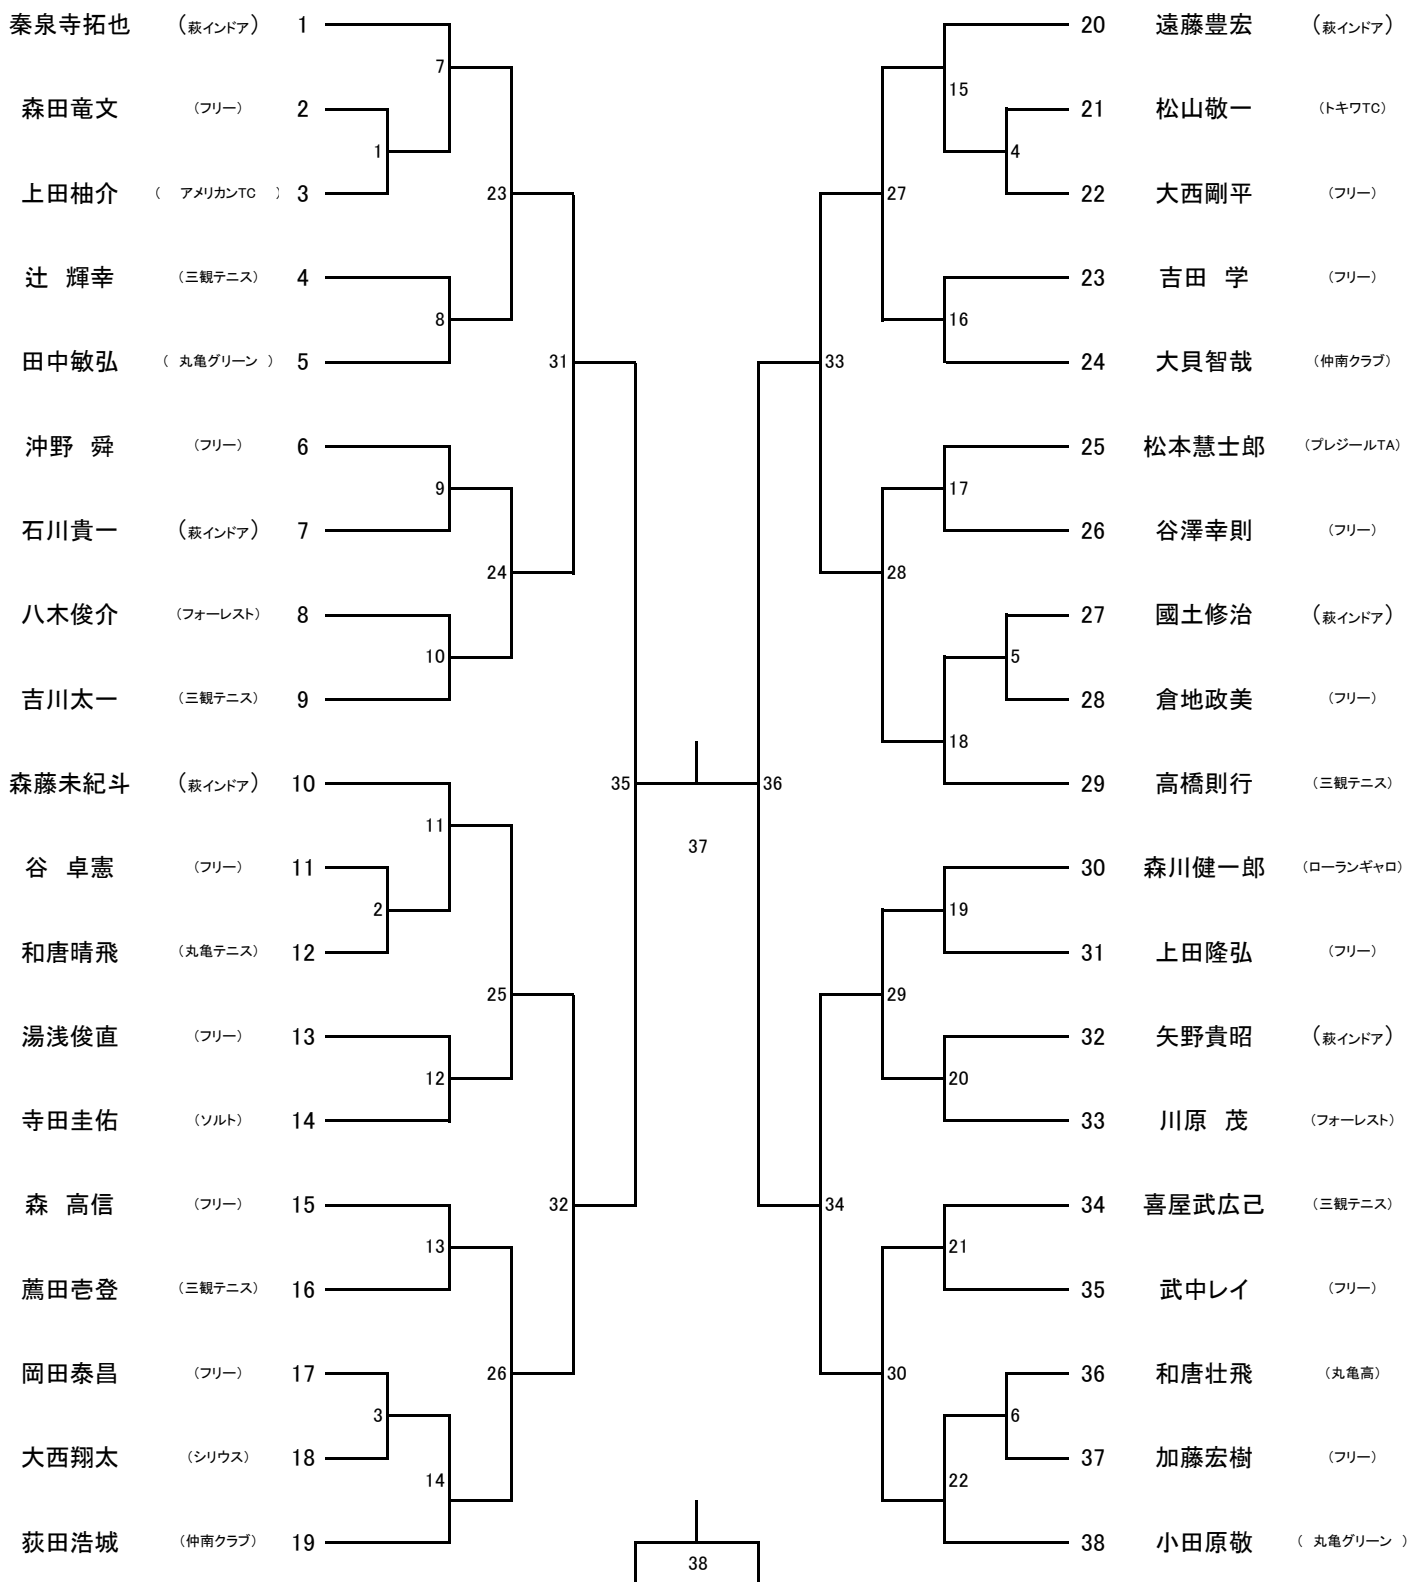 秦泉寺拓也 (萩インドア) 1
森田竜文 (フリー) 2
上田柚介 ( アメリカンTC ) 3
辻 輝幸 (三観テニス) 4
田中敏弘 ( 丸亀グリーン ) 5
沖野 舜 (フリー) 6
石川貴一 (萩インドア) 7
八木俊介 (フォーレスト) 8
吉川太一 (三観テニス) 9
森藤未紀斗 (萩インドア) 10
谷 卓憲 (フリー) 11
和唐晴飛 (丸亀テニス) 12
湯浅俊直 (フリー) 13
寺田圭佑 (ソルト) 14
森 高信 (フリー) 15
薦田壱登 (三観テニス) 16
岡田泰昌 (フリー) 17
大西翔太 (シリウス) 18
荻田浩城 (仲南クラブ) 19
7
1
23
8
31
9
24
10
35
11
2
25
12
32
13
26
3
14
37
38
36
15
4
27
16
33
17
28
5
18
19
29
20
34
21
30
6
22
20 遠藤豊宏 (萩インドア)
21 松山敬一 (トキワTC)
22 大西剛平 (フリー)
23 吉田 学 (フリー)
24 大貝智哉 (仲南クラブ)
25 松本慧士郎 (プレジールTA)
26 谷澤幸則 (フリー)
27 國土修治 (萩インドア)
28 倉地政美 (フリー)
29 高橋則行 (三観テニス)
30 森川健一郎 (ローランギャロ)
31 上田隆弘 (フリー)
32 矢野貴昭 (萩インドア)
33 川原 茂 (フォーレスト)
34 喜屋武広己 (三観テニス)
35 武中レイ (フリー)
36 和唐壮飛 (丸亀高)
37 加藤宏樹 (フリー)
38 小田原敬 ( 丸亀グリーン )